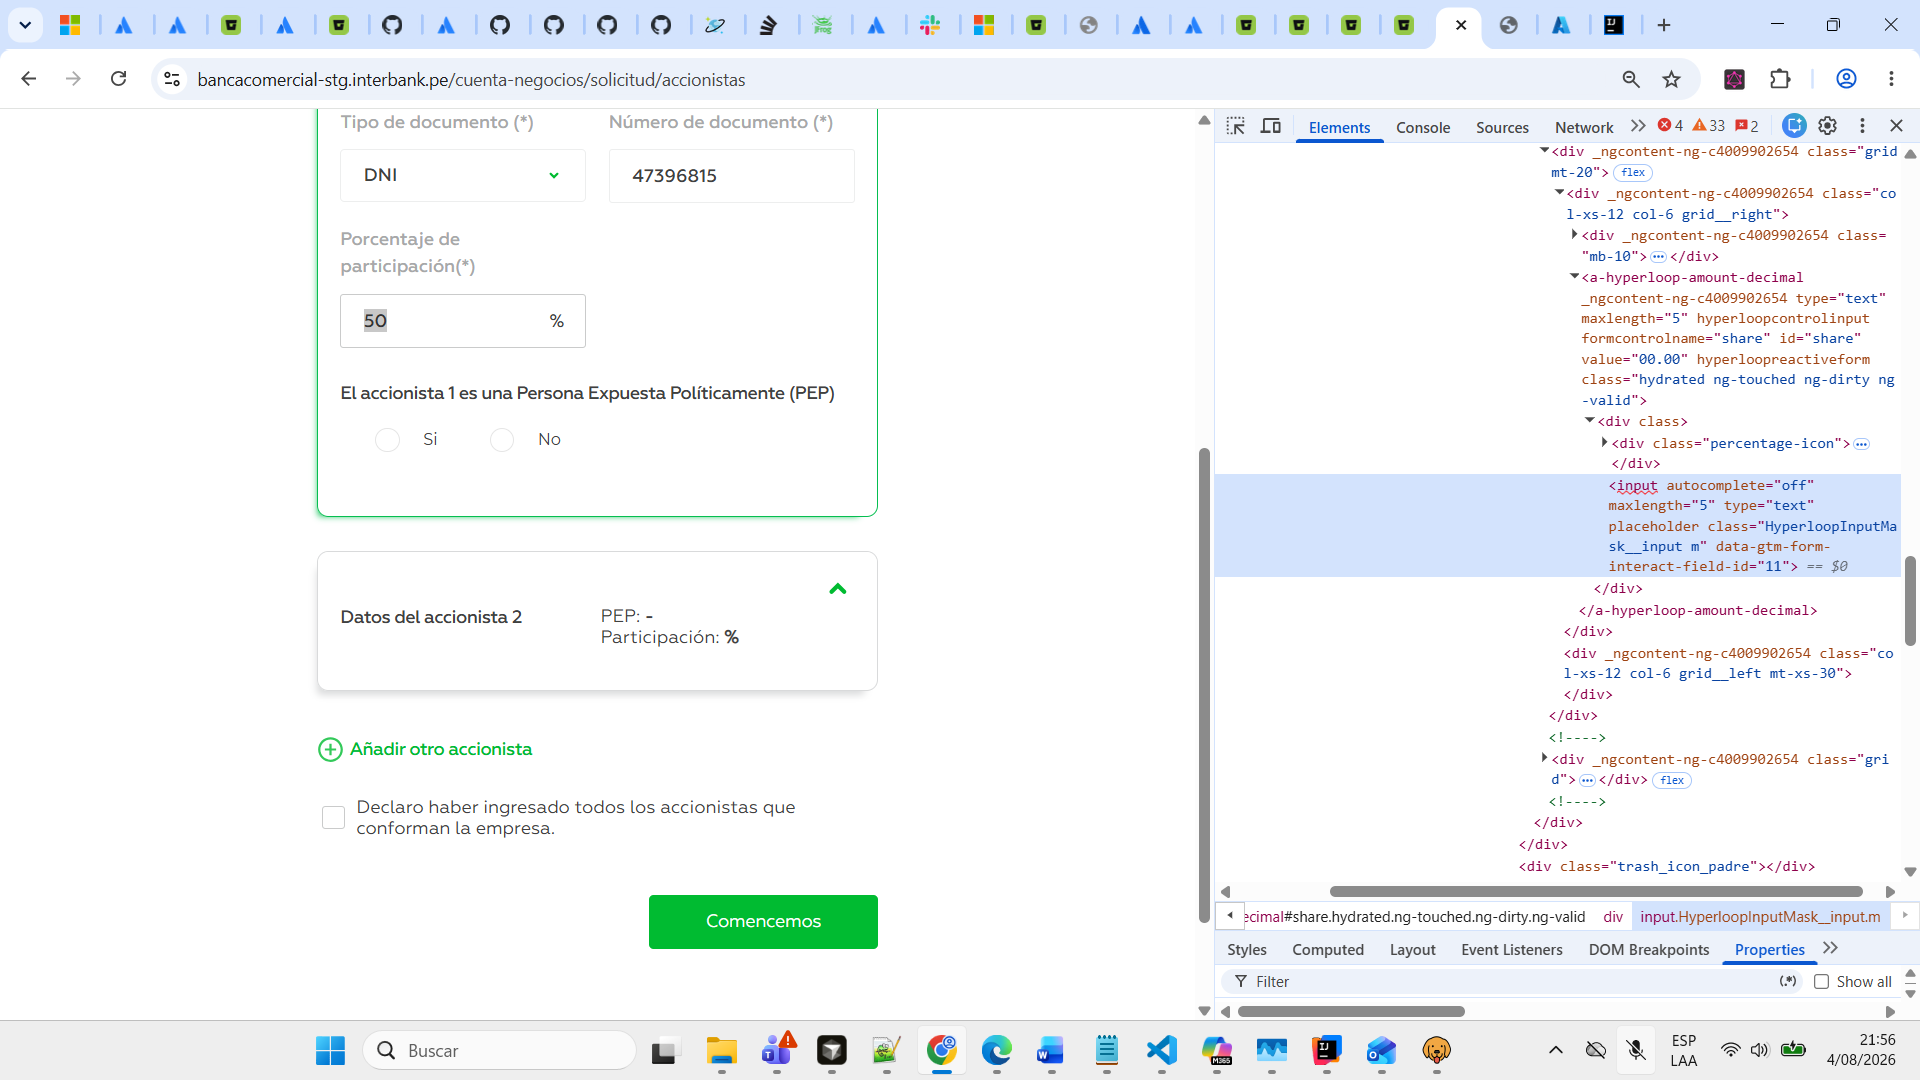 bancacomercial-stg.interbank.pe/cuenta-negocios/solicitud/accionistas
Tipo de documento (*)
Número de documento (*)
DNI
47396815
Porcentaje de
participación(*)
50
%
El accionista 1 es una Persona Expuesta Políticamente (PEP)
Si
No
Datos del accionista 2
PEP: -
Participación: %
Añadir otro accionista
Declaro haber ingresado todos los accionistas que
conforman la empresa.
Comencemos
Elements
Console
Sources
Network
4
33
2
<div _ngcontent-ng-c4009902654 class="grid
mt-20"> flex
<div _ngcontent-ng-c4009902654 class="co
l-xs-12 col-6 grid__right">
<div _ngcontent-ng-c4009902654 class=
"mb-10"> </div>
<a-hyperloop-amount-decimal
_ngcontent-ng-c4009902654 type="text"
maxlength="5" hyperloopcontrolinput
formcontrolname="share" id="share"
value="00.00" hyperloopreactiveform
class="hydrated ng-touched ng-dirty ng
-valid">
<div class>
<div class="percentage-icon">
</div>
<input autocomplete="off"
maxlength="5" type="text"
placeholder class="HyperloopInputMa
sk__input m" data-gtm-form-
interact-field-id="11"> == $0
</div>
</a-hyperloop-amount-decimal>
</div>
<div _ngcontent-ng-c4009902654 class="co
l-xs-12 col-6 grid__left mt-xs-30">
</div>
</div>
<!---->
<div _ngcontent-ng-c4009902654 class="gri
d"> </div> flex
<!---->
</div>
</div>
<div class="trash_icon_padre"></div>
ecimal#share.hydrated.ng-touched.ng-dirty.ng-valid
div
input.HyperloopInputMask__input.m
Styles
Computed
Layout
Event Listeners
DOM Breakpoints
Properties
Filter
(.*)
Show all
Buscar
ESP
LAA
21:56
4/08/2026